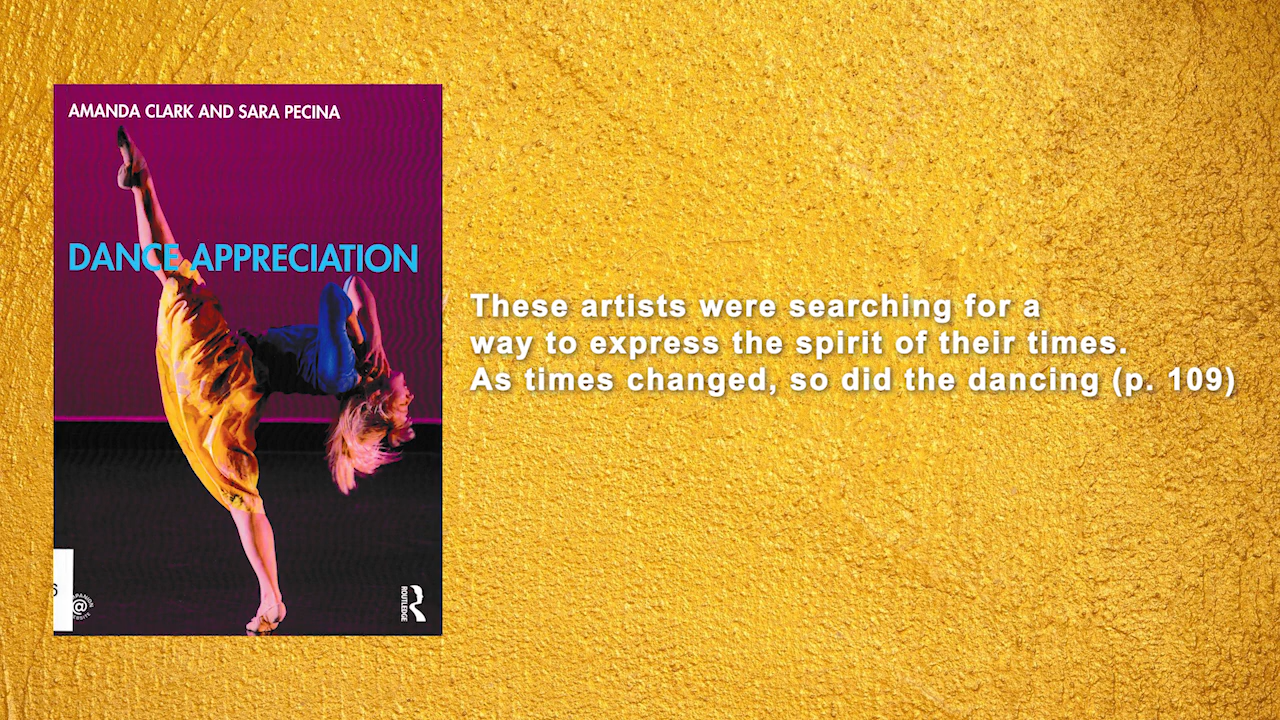 AMANDA CLARK AND SARA PECINA
DANCE APPRECIATION
These artists were searching for a
way to express the spirit of their times.
As times changed, so did the dancing (p. 109)
@
ROUTLEDGE